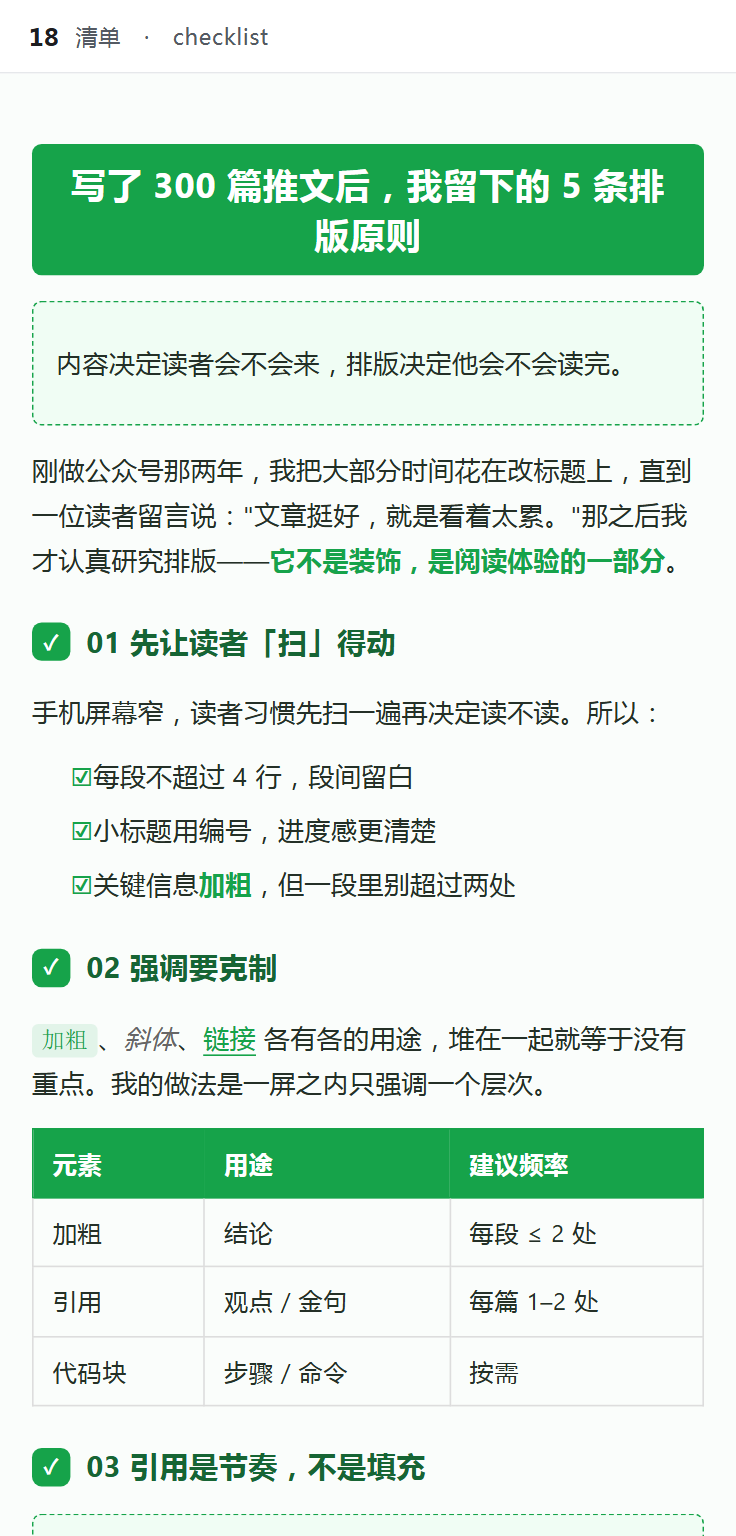 18 清单 · checklist
写了 300 篇推文后，我留下的 5 条排
版原则
内容决定读者会不会来，排版决定他会不会读完。
刚做公众号那两年，我把大部分时间花在改标题上，直到
一位读者留言说："文章挺好，就是看着太累。"那之后我
才认真研究排版——它不是装饰，是阅读体验的一部分。
✓ 01 先让读者「扫」得动
手机屏幕窄，读者习惯先扫一遍再决定读不读。所以：
☑每段不超过 4 行，段间留白
☑小标题用编号，进度感更清楚
☑关键信息加粗，但一段里别超过两处
✓ 02 强调要克制
加粗、斜体、链接 各有各的用途，堆在一起就等于没有
重点。我的做法是一屏之内只强调一个层次。
元素 用途 建议频率
加粗 结论 每段 ≤ 2 处
引用 观点 / 金句 每篇 1–2 处
代码块 步骤 / 命令 按需
✓ 03 引用是节奏，不是填充